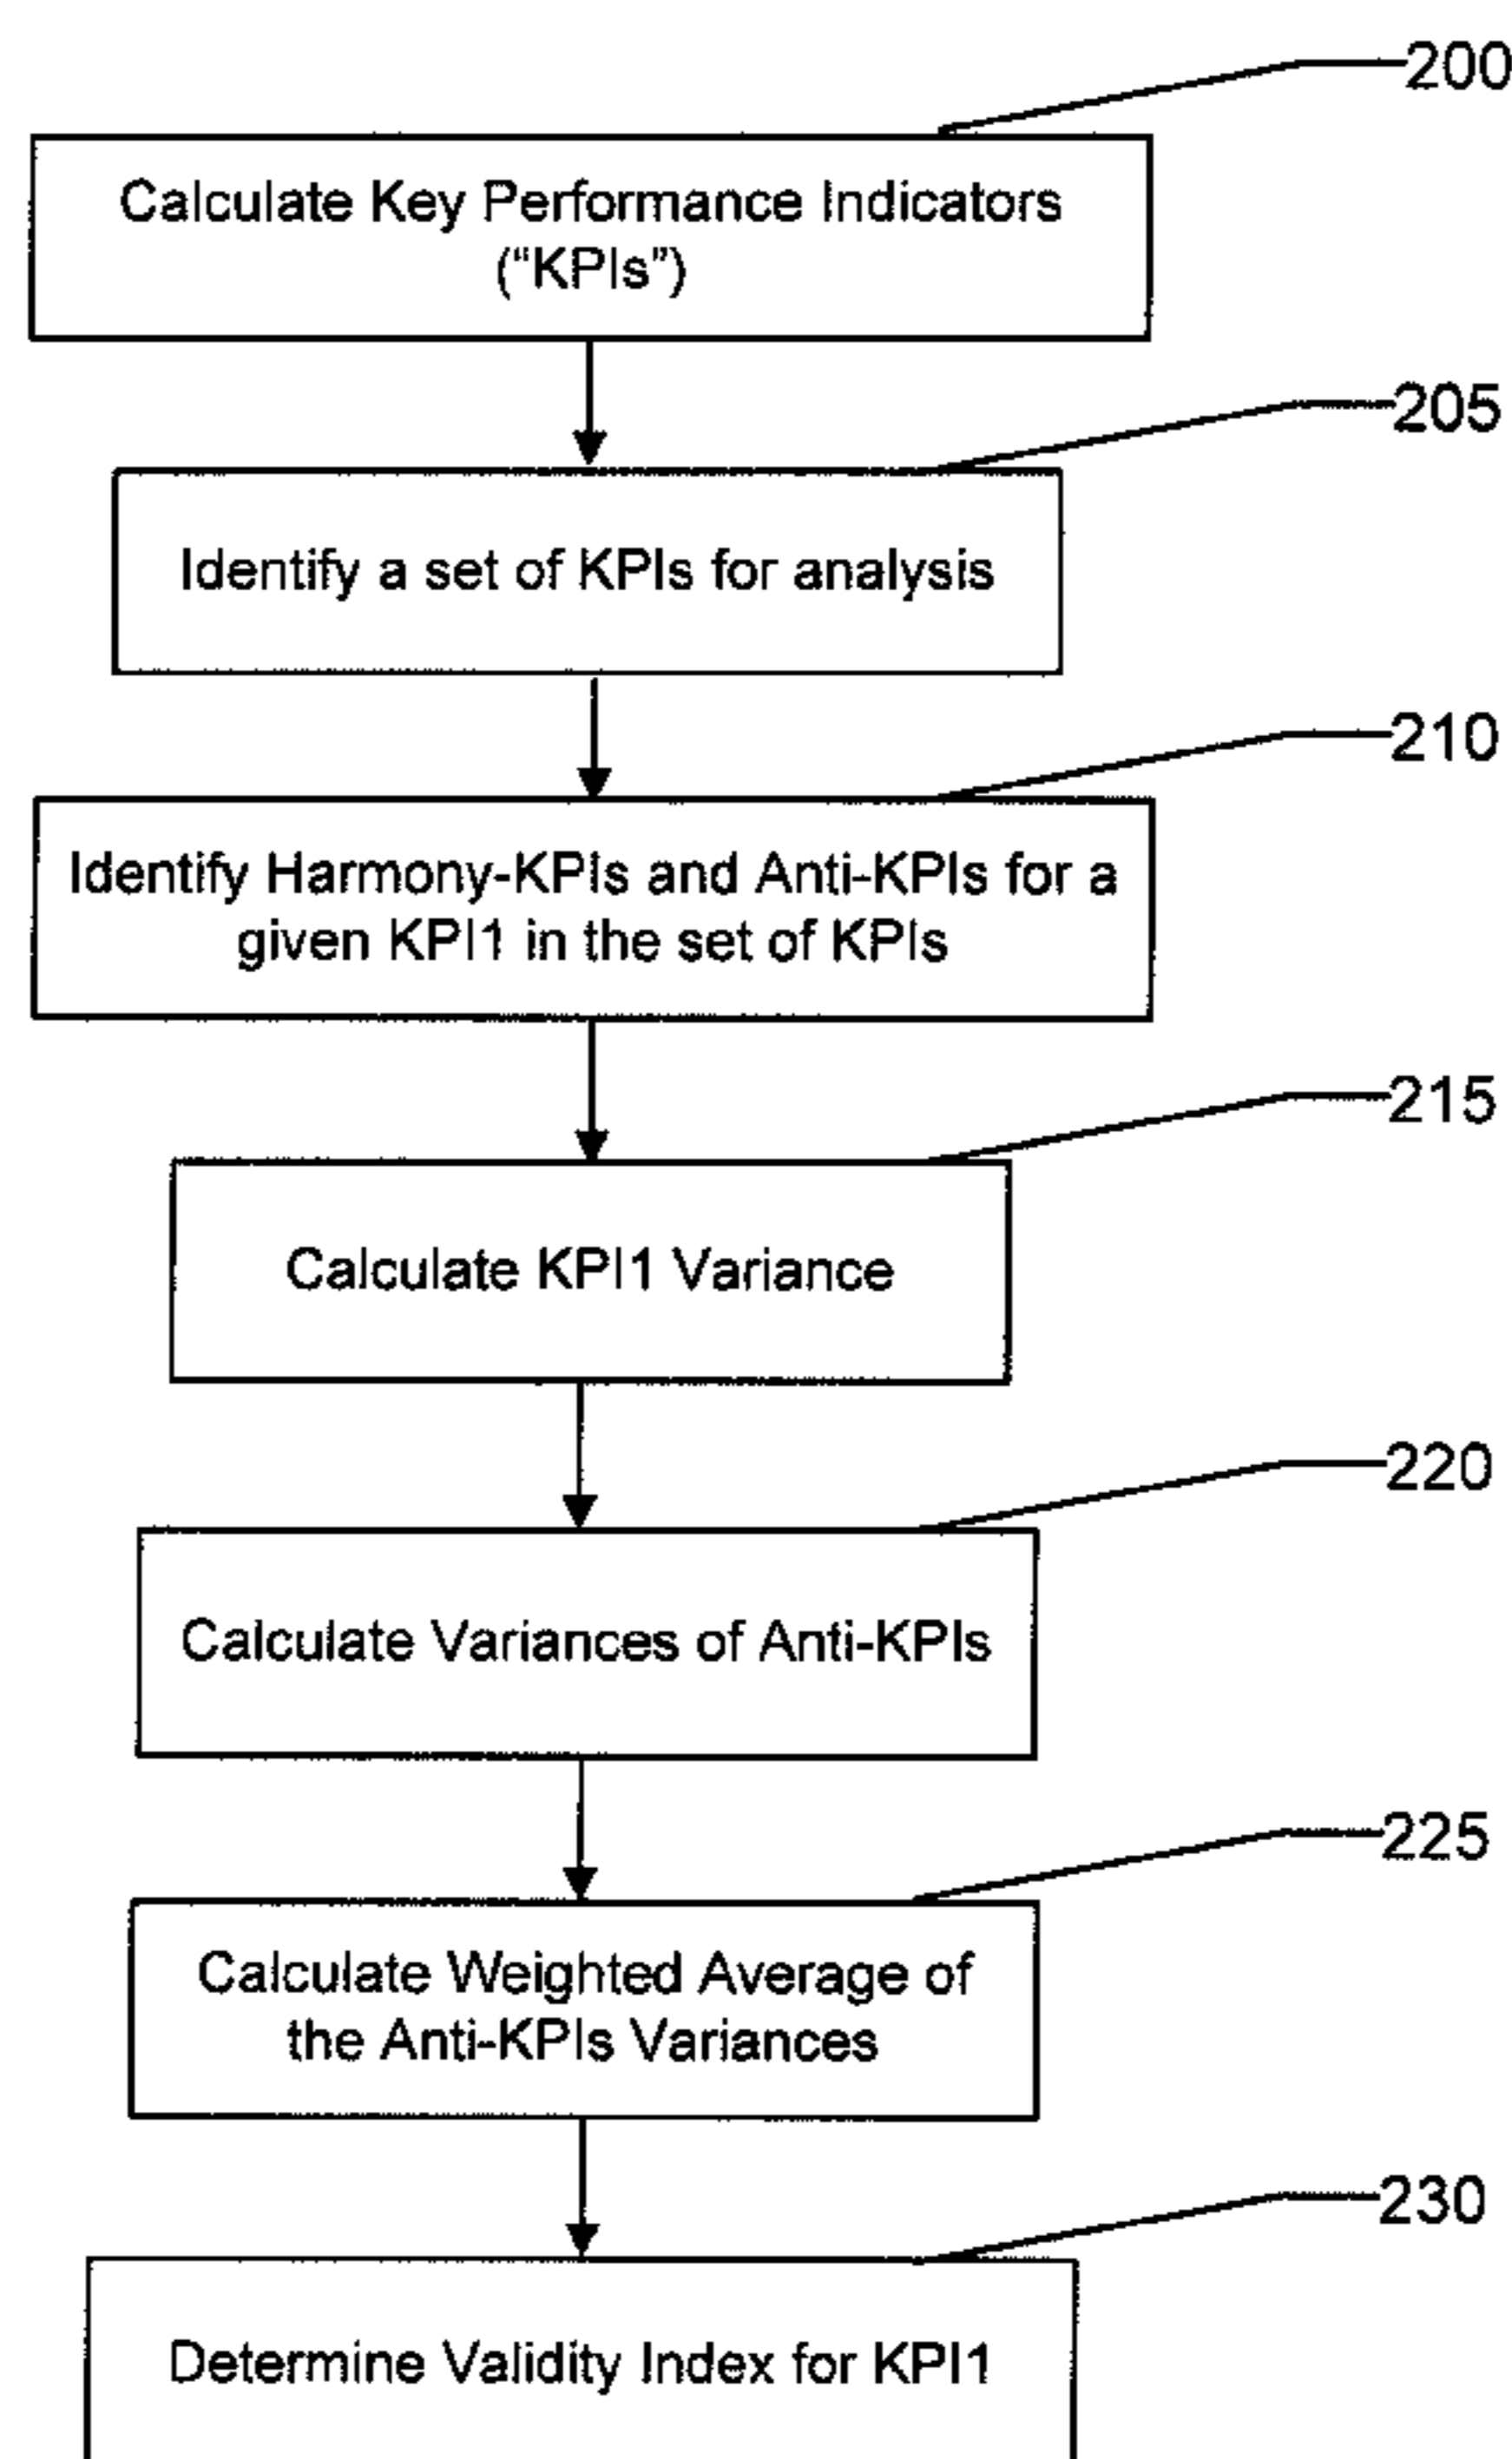 200
Calculate Key Performance Indicators
(“KPIs”)
205
Identify a set of KPIs for analysis
210
Identify Harmony-KPIs and Anti-KPIs for a
given KPI1 in the set of KPIs
215
Calculate KPI1 Variance
220
Calculate Variances of Anti-KPIs
225
Calculate Weighted Average of
the Anti-KPIs Variances
230
Determine Validity Index for KPI1